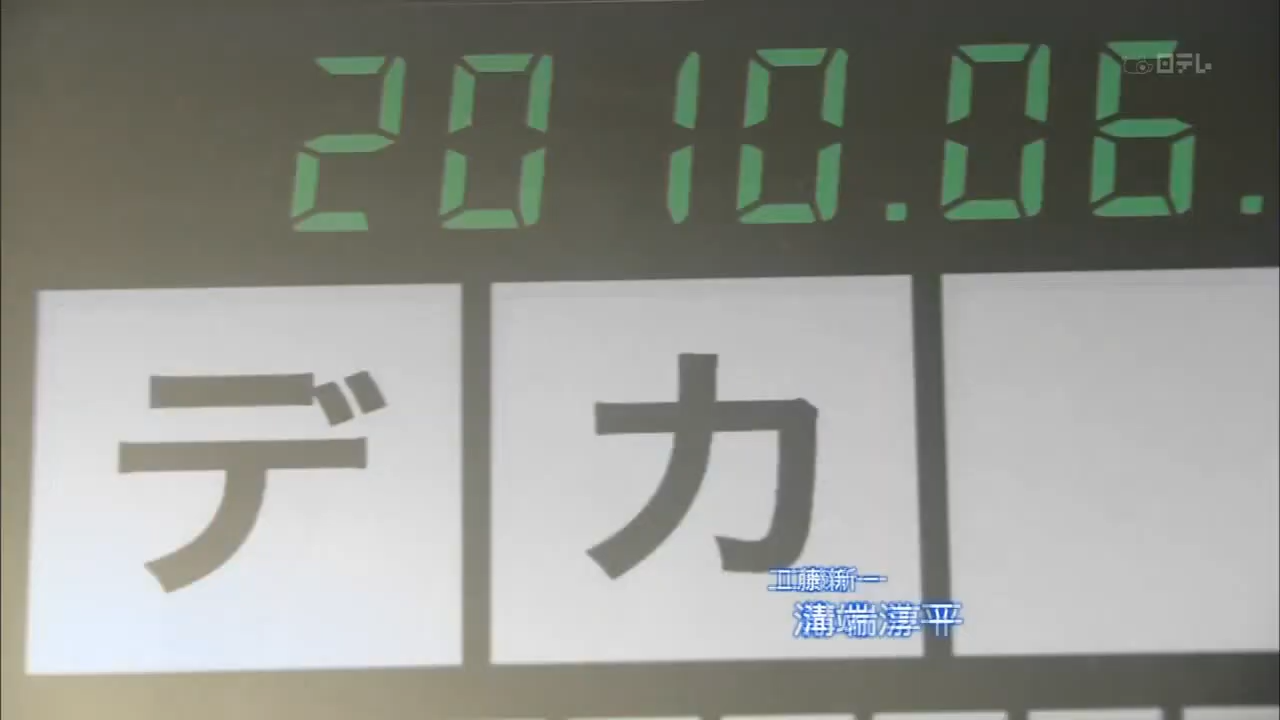 2010.06.
日テレ
デカ
工藤新一
溝端淳平